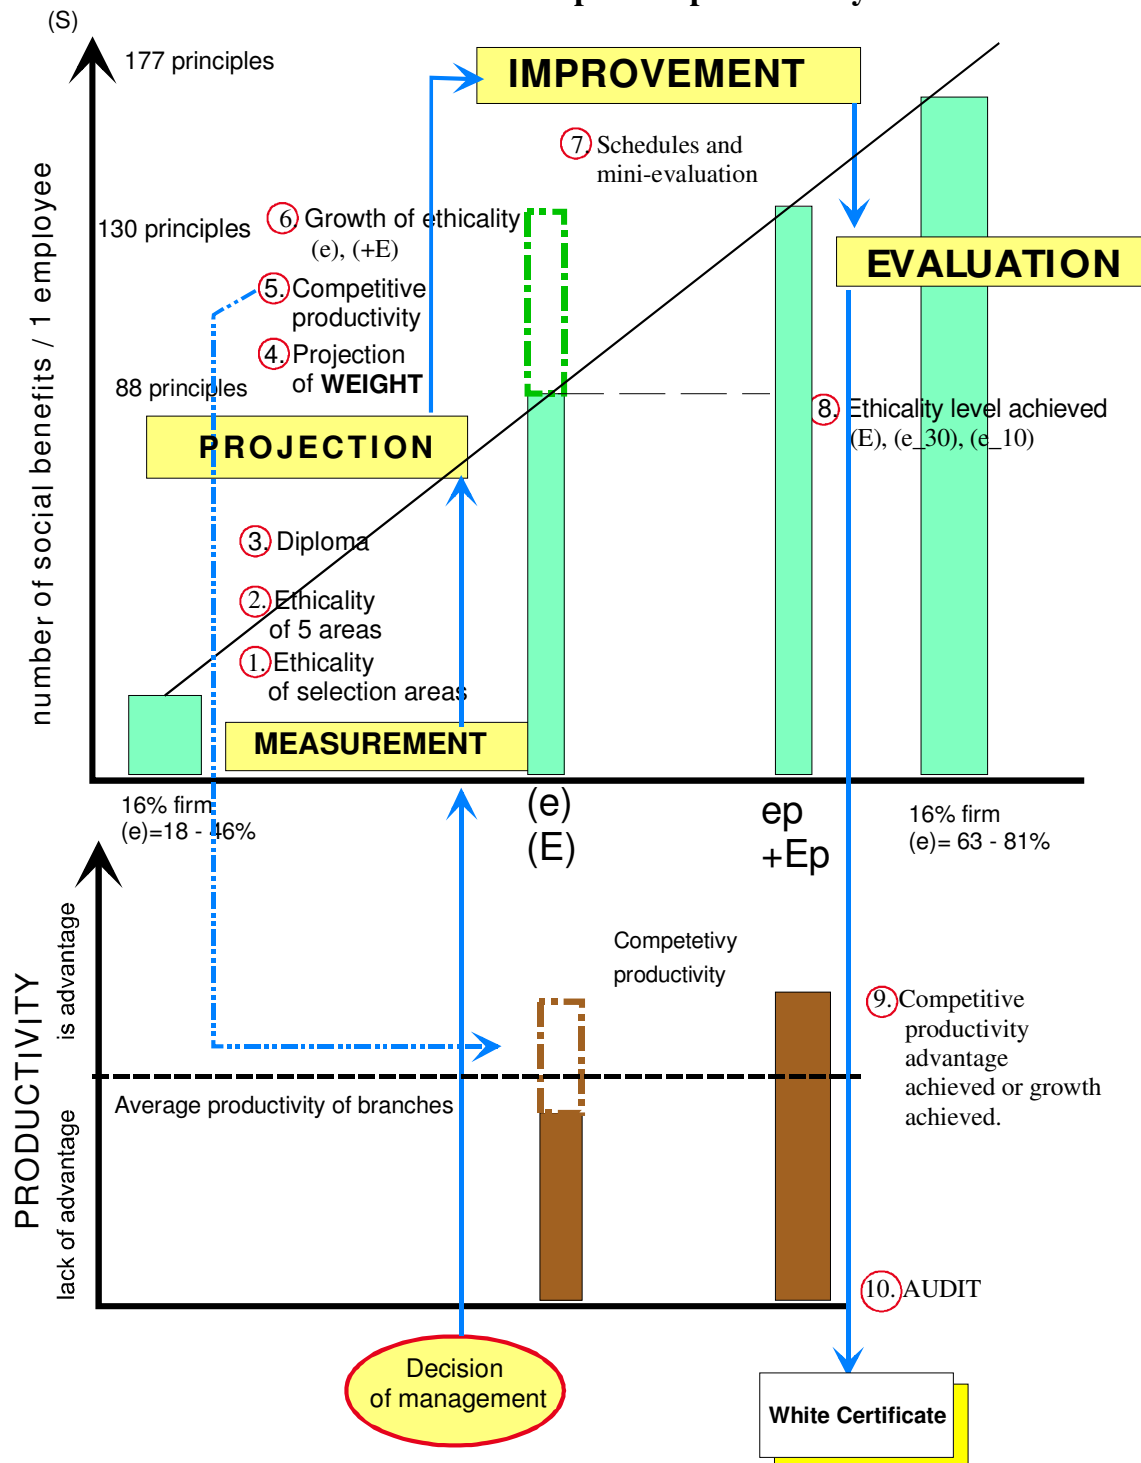 (S)
177 principles
IMPROVEMENT
7. Schedules and
mini-evaluation
130 principles
6. Growth of ethicality
(e), (+E)
EVALUATION
5. Competitive
productivity
4. Projection
of WEIGHT
88 principles
8. Ethicality level achieved
(E), (e_30), (e_10)
PROJECTION
number of social benefits / 1 employee
3. Diploma
2. Ethicality
of 5 areas
1. Ethicality
of selection areas
MEASUREMENT
16% firm
(e)=18 - 46%
(e)
(E)
ep
+Ep
16% firm
(e)= 63 - 81%
PRODUCTIVITY
is advantage
lack of advantage
Competetivy
productivity
9. Competitive
productivity
advantage
achieved or growth
achieved.
Average productivity of branches
10. AUDIT
Decision
of management
White Certificate